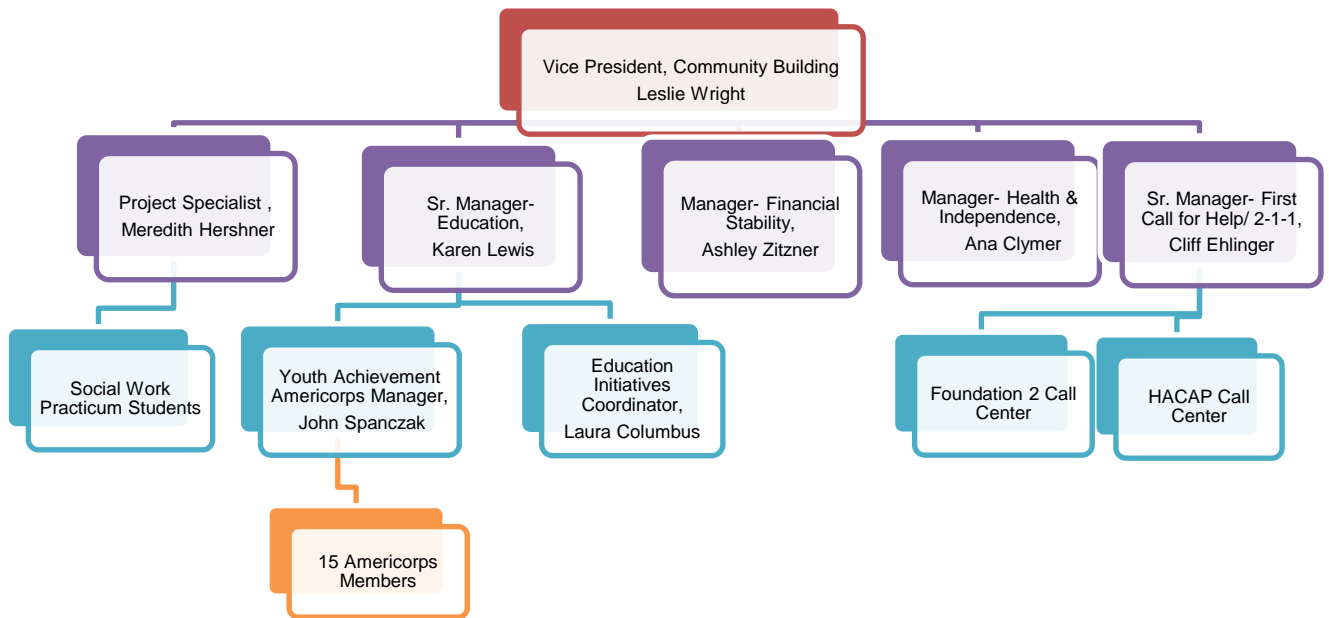 Vice President, Community Building
Leslie Wright
Project Specialist ,
Meredith Hershner
Sr. Manager-
Education,
Karen Lewis
Manager- Financial
Stability,
Ashley Zitzner
Manager- Health &
Independence,
Ana Clymer
Sr. Manager- First
Call for Help/ 2-1-1,
Cliff Ehlinger
Social Work
Practicum Students
Youth Achievement
Americorps Manager,
John Spanczak
Education
Initiatives
Coordinator,
Laura Columbus
Foundation 2 Call
Center
HACAP Call
Center
15 Americorps
Members